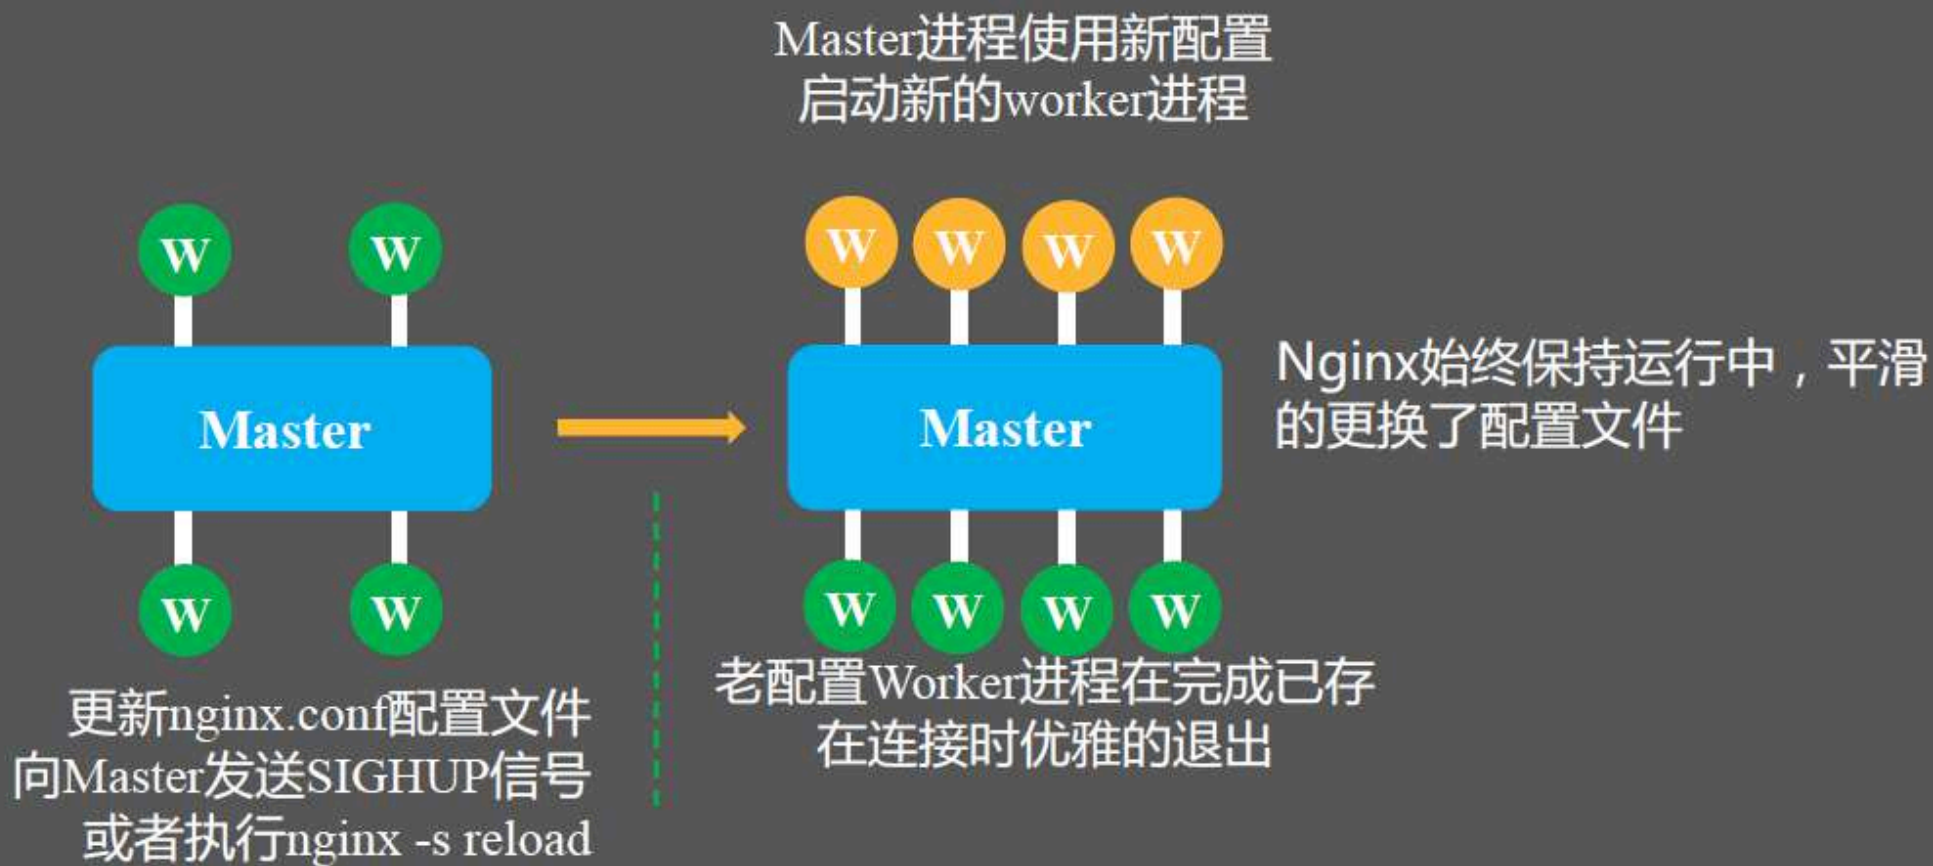 Master进程使用新配置
启动新的worker进程
W
W
W
W
W
W
Master
Master
Nginx始终保持运行中，平滑
的更换了配置文件
W
W
W
W
W
W
更新nginx.conf配置文件
向Master发送SIGHUP信号
或者执行nginx -s reload
老配置Worker进程在完成已存
在连接时优雅的退出